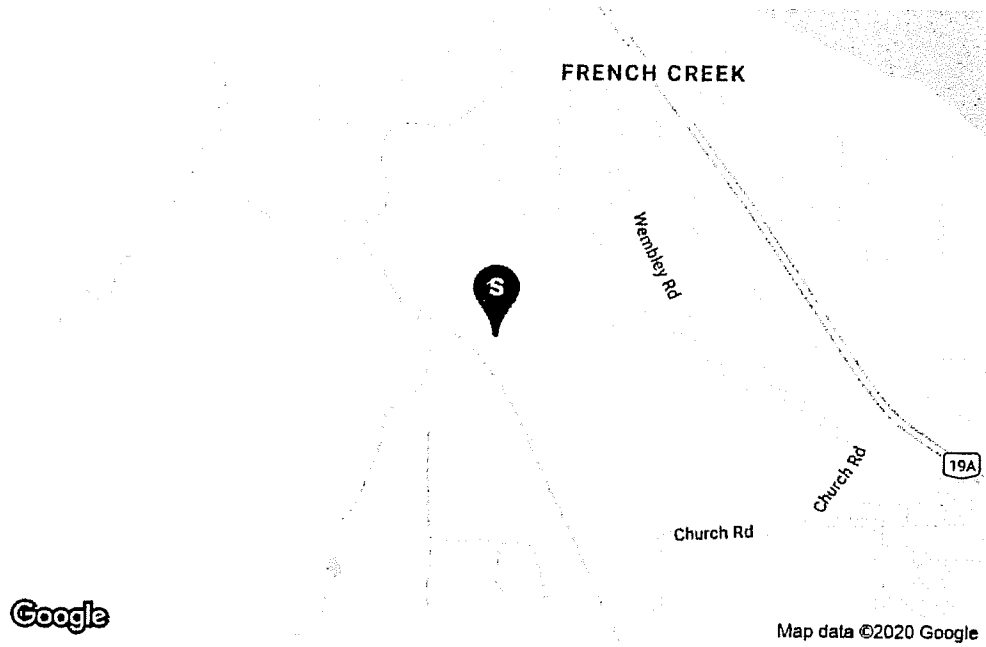 FRENCH CREEK
Wembley Rd
S
19A
Church Rd
Church Rd
Google
Map data ©2020 Google